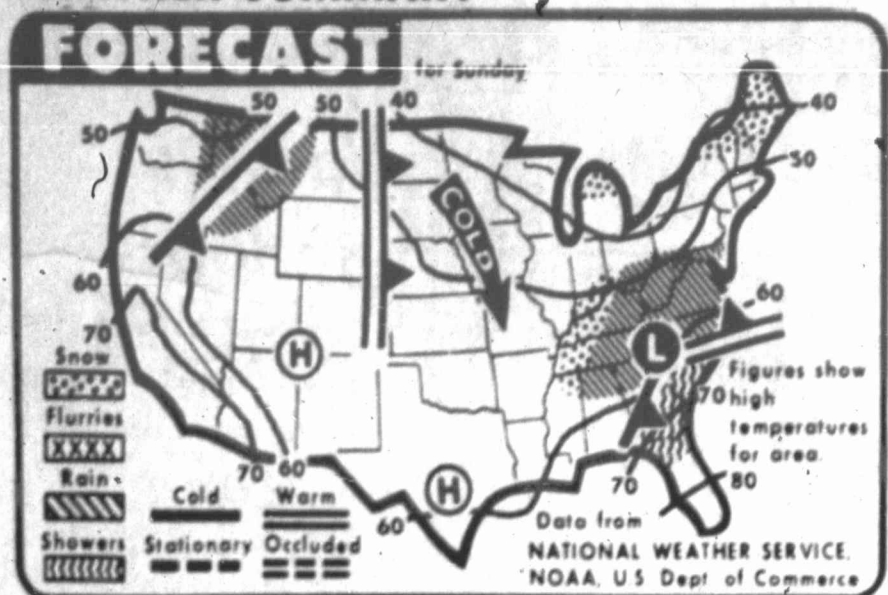 FORECAST
for Sunday
50
50
50
40
40
50
COLD
60
60
70
H
L
Snow
Flurries
XXXX
Rain
Showers
Cold
Warm
Stationary
Occluded
70
60
H
60
70
70
80
Figures show
high
temperatures
for area.
Data from
NATIONAL WEATHER SERVICE.
NOAA, U.S Dept of Commerce